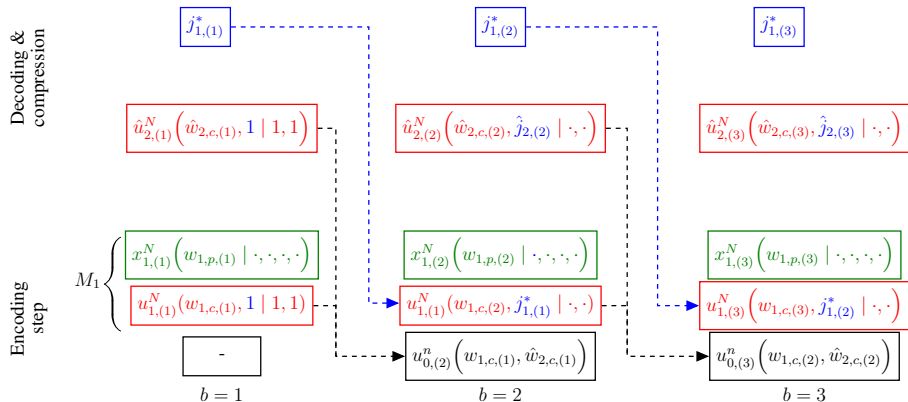 Decoding &
compression
j*_{1,(1)}
j*_{1,(2)}
j*_{1,(3)}
û^N_{2,(1)}(ŵ_{2,c,(1)}, 1 | 1, 1)
û^N_{2,(2)}(ŵ_{2,c,(2)}, ĵ_{2,(2)} | ·, ·)
û^N_{2,(3)}(ŵ_{2,c,(3)}, ĵ_{2,(3)} | ·, ·)
Encoding
step
M_1
x^N_{1,(1)}(w_{1,p,(1)} | ·, ·, ·, ·)
x^N_{1,(2)}(w_{1,p,(2)} | ·, ·, ·, ·)
x^N_{1,(3)}(w_{1,p,(3)} | ·, ·, ·, ·)
u^N_{1,(1)}(w_{1,c,(1)}, 1 | 1, 1)
u^N_{1,(1)}(w_{1,c,(2)}, j*_{1,(1)} | ·, ·)
u^N_{1,(3)}(w_{1,c,(3)}, j*_{1,(2)} | ·, ·)
-
u^n_{0,(2)}(w_{1,c,(1)}, ŵ_{2,c,(1)})
u^n_{0,(3)}(w_{1,c,(2)}, ŵ_{2,c,(2)})
b = 1
b = 2
b = 3